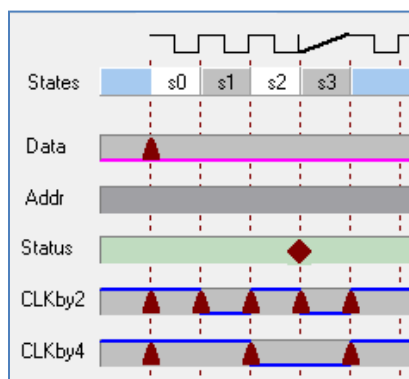 States s0 s1 s2 s3
Data
Addr
Status
CLKby2
CLKby4